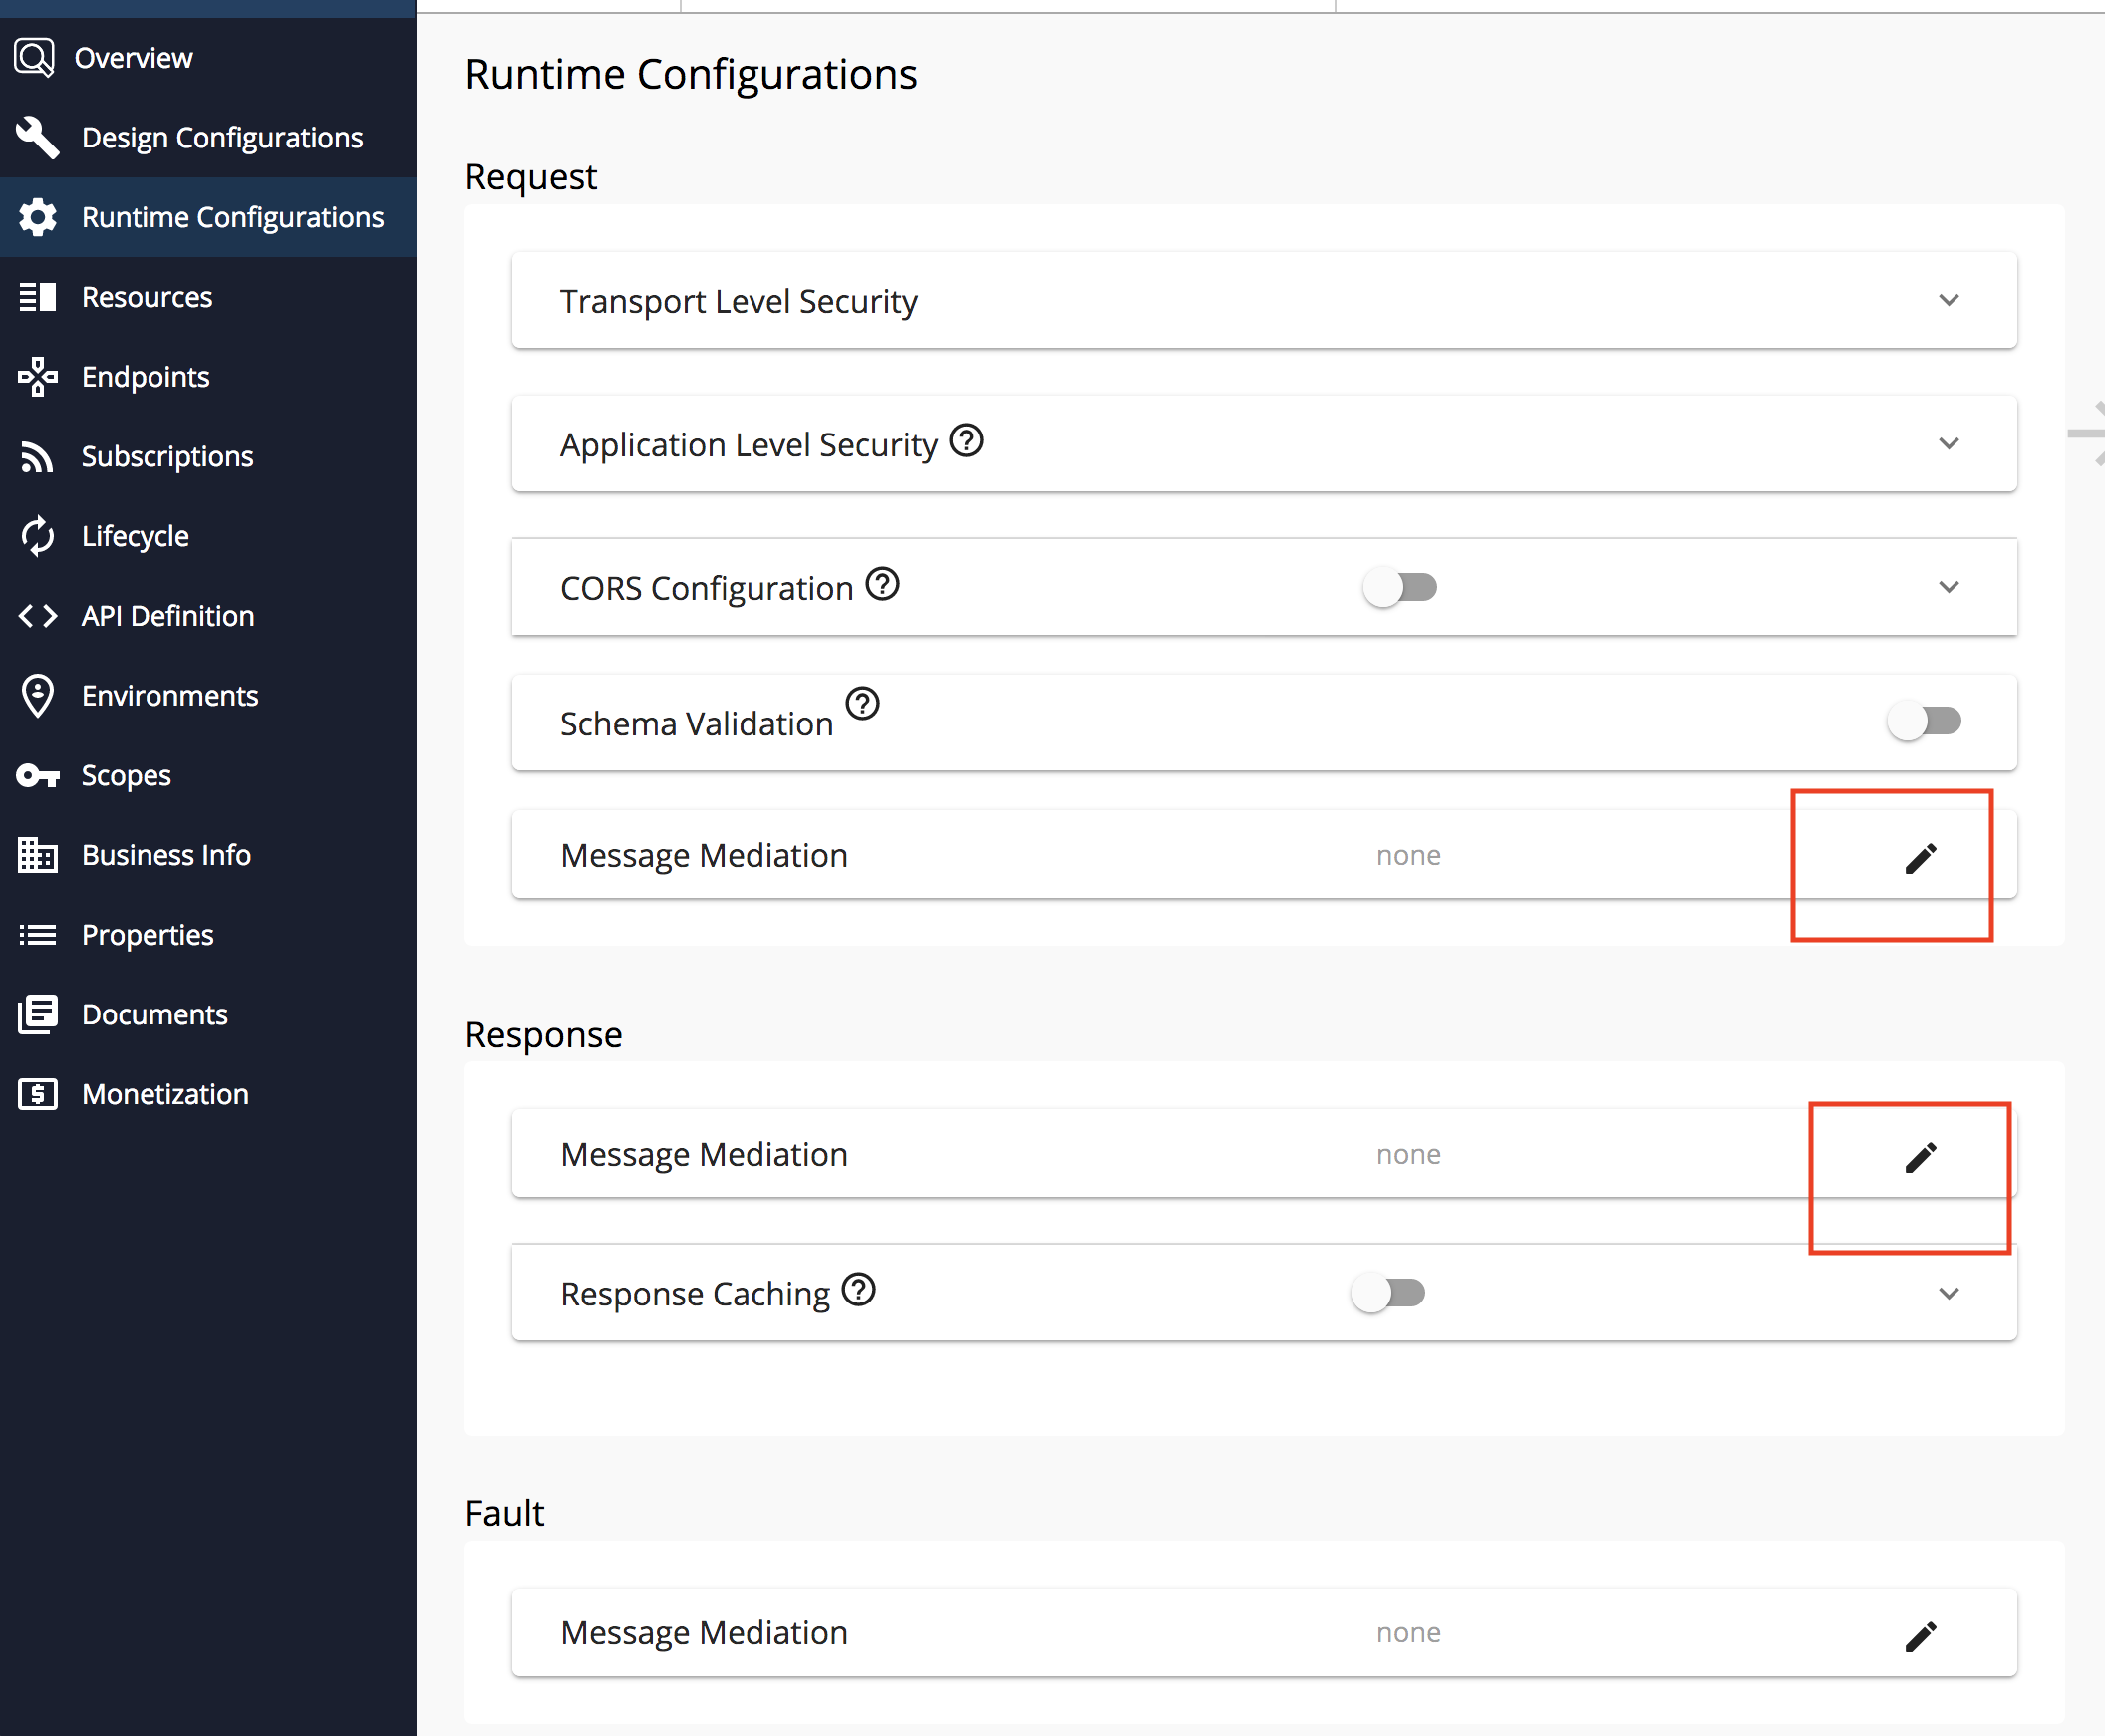 Overview
Design Configurations
Runtime Configurations
Resources
Endpoints
Subscriptions
Lifecycle
API Definition
Environments
Scopes
Business Info
Properties
Documents
Monetization
Runtime Configurations
Request
Transport Level Security
Application Level Security
CORS Configuration
Schema Validation
Message Mediation none
Response
Message Mediation none
Response Caching
Fault
Message Mediation none